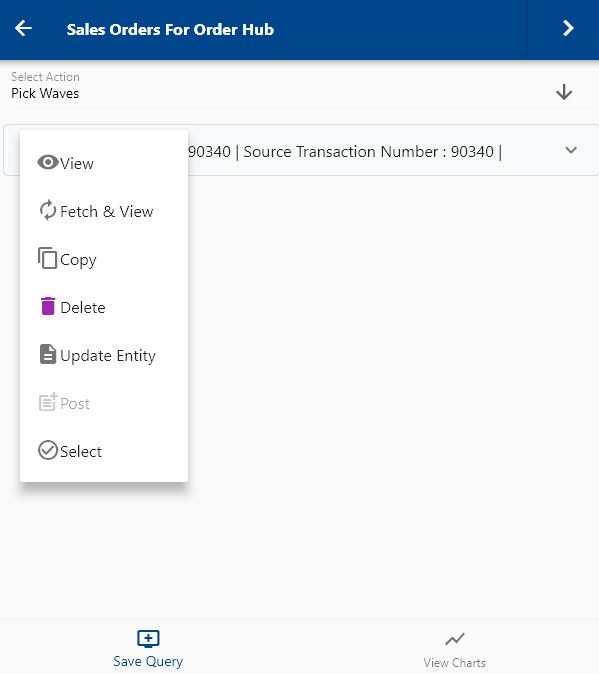 Sales Orders For Order Hub
Select Action
Pick Waves
90340 | Source Transaction Number : 90340 |
View
Fetch & View
Copy
Delete
Update Entity
Post
Select
Save Query
View Charts